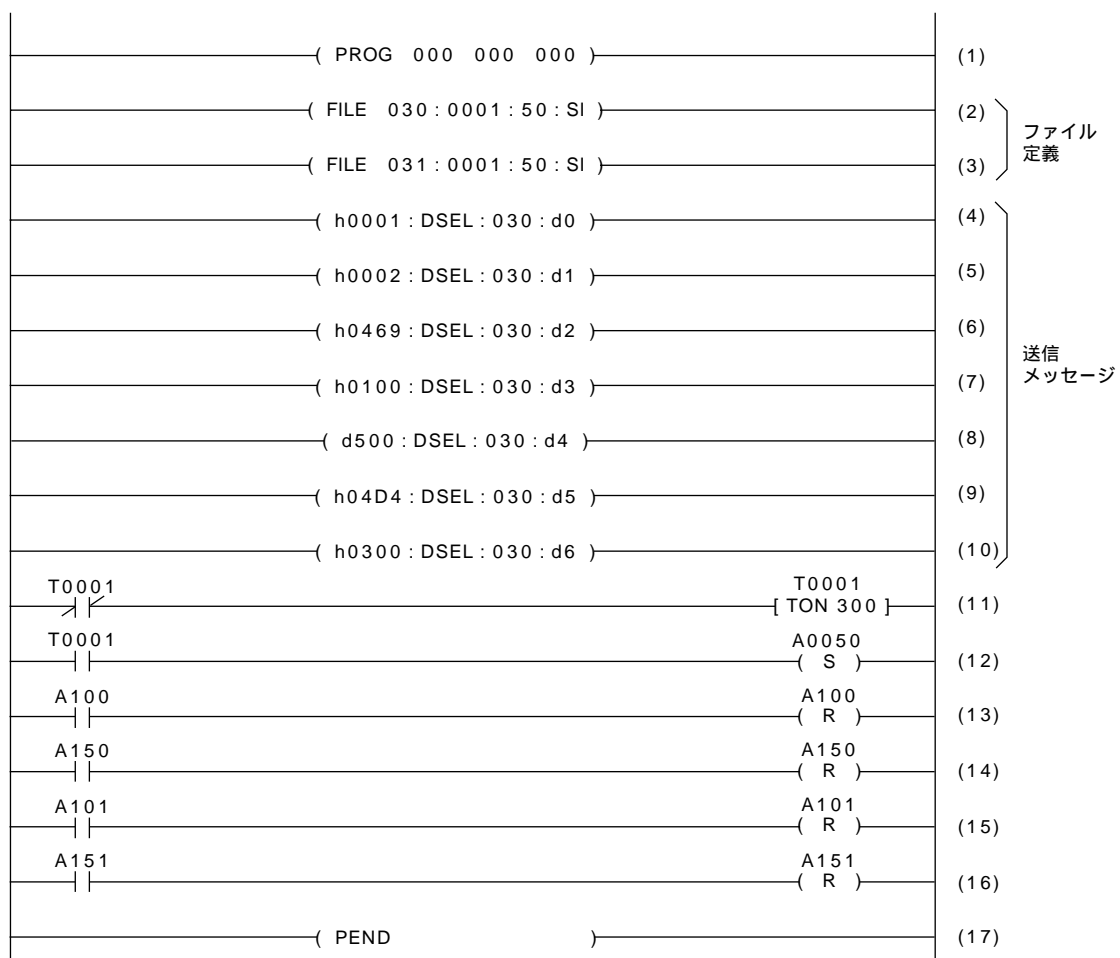 ( PROG 000 000 000 ) (1)
( FILE 030 : 0001 : 50 : SI ) (2)
ファイル
定義
( FILE 031 : 0001 : 50 : SI ) (3)
( h0001 : DSEL : 030 : d0 ) (4)
( h0002 : DSEL : 030 : d1 ) (5)
( h0469 : DSEL : 030 : d2 ) (6)
送信
メッセージ
( h0100 : DSEL : 030 : d3 ) (7)
( d500 : DSEL : 030 : d4 ) (8)
( h04D4 : DSEL : 030 : d5 ) (9)
( h0300 : DSEL : 030 : d6 ) (10)
T0001 T0001
[ TON 300 ] (11)
T0001 A0050
( S ) (12)
A100 A100
( R ) (13)
A150 A150
( R ) (14)
A101 A101
( R ) (15)
A151 A151
( R ) (16)
( PEND ) (17)